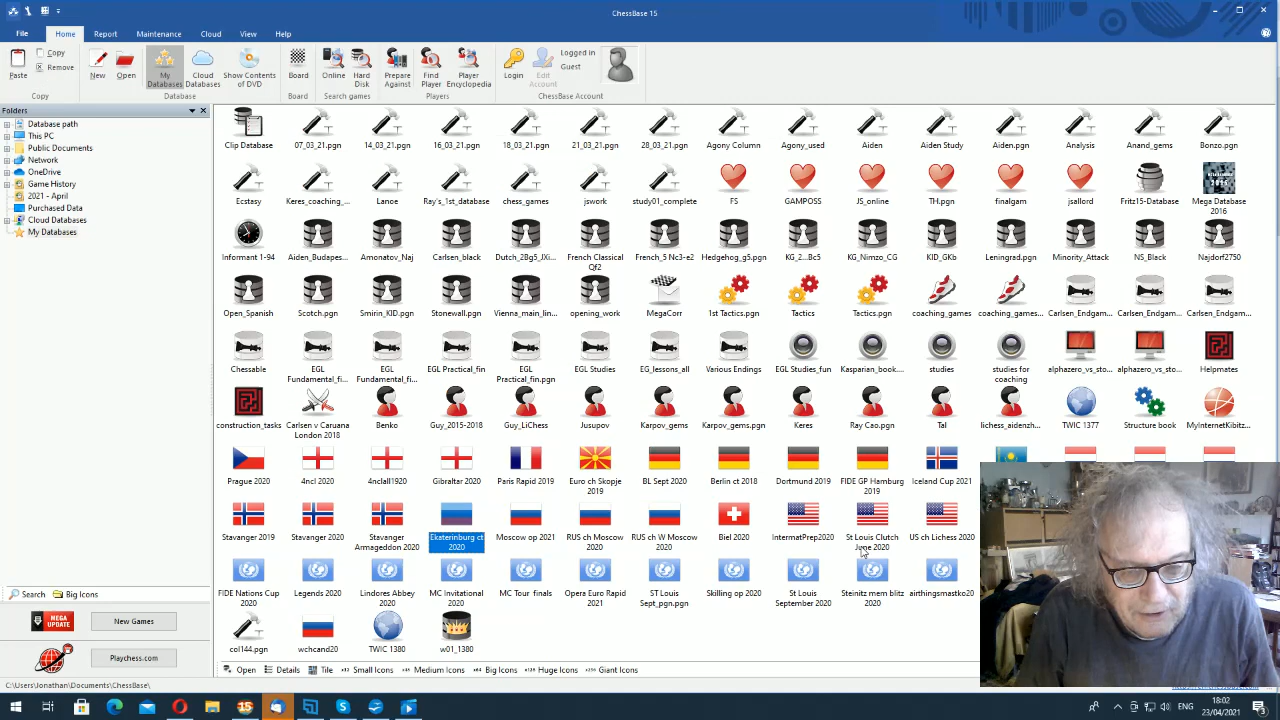 ChessBase 15
File Home Report Maintenance Cloud View Help
Paste Copy Remove New Open My Databases Cloud Databases Show Contents of DVD Board Online Hard Disk Prepare Against Find Player Player Encyclopedia Login Edit Account Logged in Guest
Copy Database Board Search games Players ChessBase Account
Folders
Database path
This PC
Public Documents
Network
OneDrive
Game History
2021 - April
Purchased Data
Cloud Databases
My Databases
Search Big Icons
MEGA UPDATE New Games
Playchess.com
Clip Database 07_03_21.pgn 14_03_21.pgn 16_03_21.pgn 18_03_21.pgn 21_03_21.pgn 28_03_21.pgn Agony Column Agony_used Aiden Aiden Study Aiden.pgn Analysis Anand_gems Bonzo.pgn
Ecstasy Keres_coaching_... Lanoe Ray's_1st_database chess_games jswork study01_complete FS GAMPOSS JS_online TH.pgn finalgam jsallord Fritz15-Database Mega Database 2016
Informant 1-94 Aiden_Budapes... Amonatov_Naj Carlsen_black Dutch_2Bg5_JXi... French Classical Qf2 French_5 Nc3-e2 Hedgehog_g5.pgn KG_2...Bc5 KG_Nimzo_CG KID_GKb Leningrad.pgn Minority_Attack NS_Black Najdorf2750
Open_Spanish Scotch.pgn Smirin_KID.pgn Stonewall.pgn Vienna_main_lin... opening_work MegaCorr 1st Tactics.pgn Tactics Tactics.pgn coaching_games coaching_games... Carlsen_Endgam... Carlsen_Endgam... Carlsen_Endgam...
Chessable EGL Fundamental_fi... EGL Fundamental_fi... EGL Practical_fin EGL Practical_fin.pgn EGL Studies EG_lessons_all Various Endings EGL Studies_fun Kasparian_book.... studies studies for coaching alphazero_vs_sto... alphazero_vs_sto... Helpmates
construction_tasks Carlsen v Caruana London 2018 Benko Guy_2015-2018 Guy_LiChess Jusupov Karpov_gems Karpov_gems.pgn Keres Ray Cao.pgn Tal lichess_aidenzh... TWIC 1377 Structure book MyInternetKibitz...
Prague 2020 4ncl 2020 4nclall1920 Gibraltar 2020 Paris Rapid 2019 Euro ch Skopje 2019 BL Sept 2020 Berlin ct 2018 Dortmund 2019 FIDE GP Hamburg 2019 Iceland Cup 2021
Stavanger 2019 Stavanger 2020 Stavanger Armageddon 2020 Ekaterinburg ct 2020 Moscow op 2021 RUS ch Moscow 2020 RUS ch W Moscow 2020 Biel 2020 IntermatPrep2020 St Louis Clutch June 2020 US ch Lichess 2020
FIDE Nations Cup 2020 Legends 2020 Lindores Abbey 2020 MC Invitational 2020 MC Tour finals Opera Euro Rapid 2021 ST Louis Sept_pgn.pgn Skilling op 2020 St Louis September 2020 Steinitz mem blitz 2020 airthingsmastko20
col144.pgn wchcand20 TWIC 1380 w01_1380
Open Details Tile Small Icons Medium Icons Big Icons Huge Icons Giant Icons
C:\Users\Jonathan\Documents\ChessBase\
ENG 18:02
23/04/2021